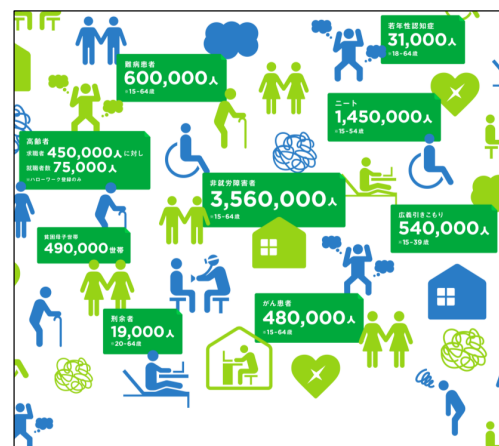 若年性認知症
31,000人
※18-64歳
難病患者
600,000人
※15-64歳
ニート
1,450,000人
※15-54歳
高齢者
求職者 450,000人に対し
就職者数 75,000人
※ハローワーク登録のみ
非就労障害者
3,560,000人
※15-64歳
広義引きこもり
540,000人
※15-39歳
貧困母子世帯
490,000世帯
刑余者
19,000人
※20-64歳
がん患者
480,000人
※15-64歳